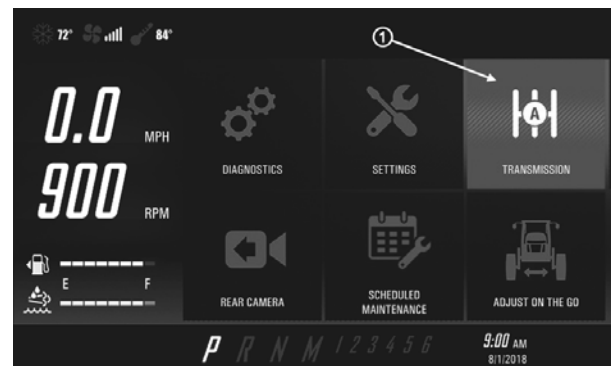 72° 84°
1
0.0 MPH
900 RPM
DIAGNOSTICS
SETTINGS
A
TRANSMISSION
E F
REAR CAMERA
SCHEDULED
MAINTENANCE
ADJUST ON THE GO
P R N M 1 2 3 4 5 6
9:00 AM
8/1/2018